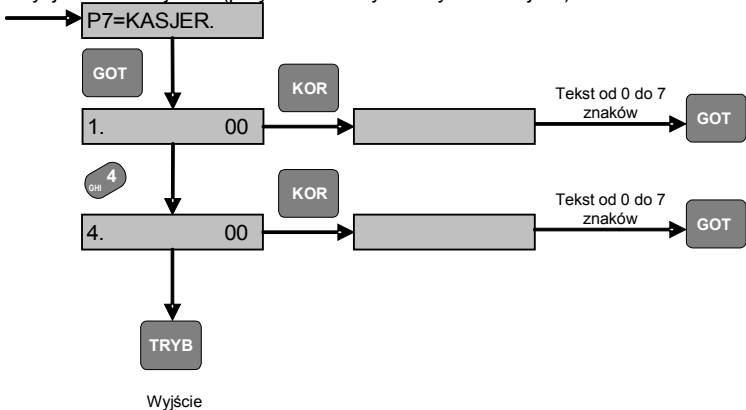 P7=KASJER.
GOT
KOR
Tekst od 0 do 7
znaków
GOT
1. 00
GHI 4
KOR
Tekst od 0 do 7
znaków
GOT
4. 00
TRYB
Wyjście